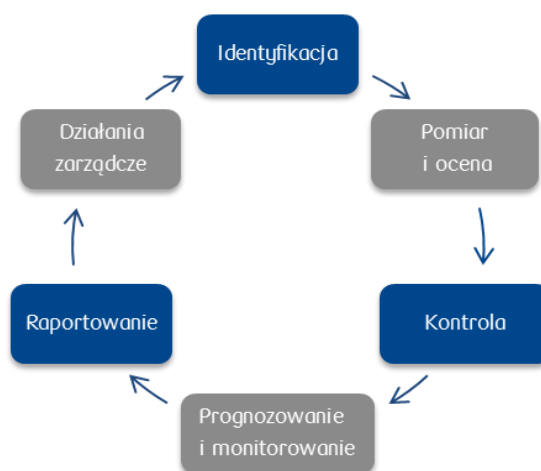 Identyfikacja
Pomiar
i ocena
Kontrola
Prognozowanie
i monitorowanie
Raportowanie
Działania
zarządcze